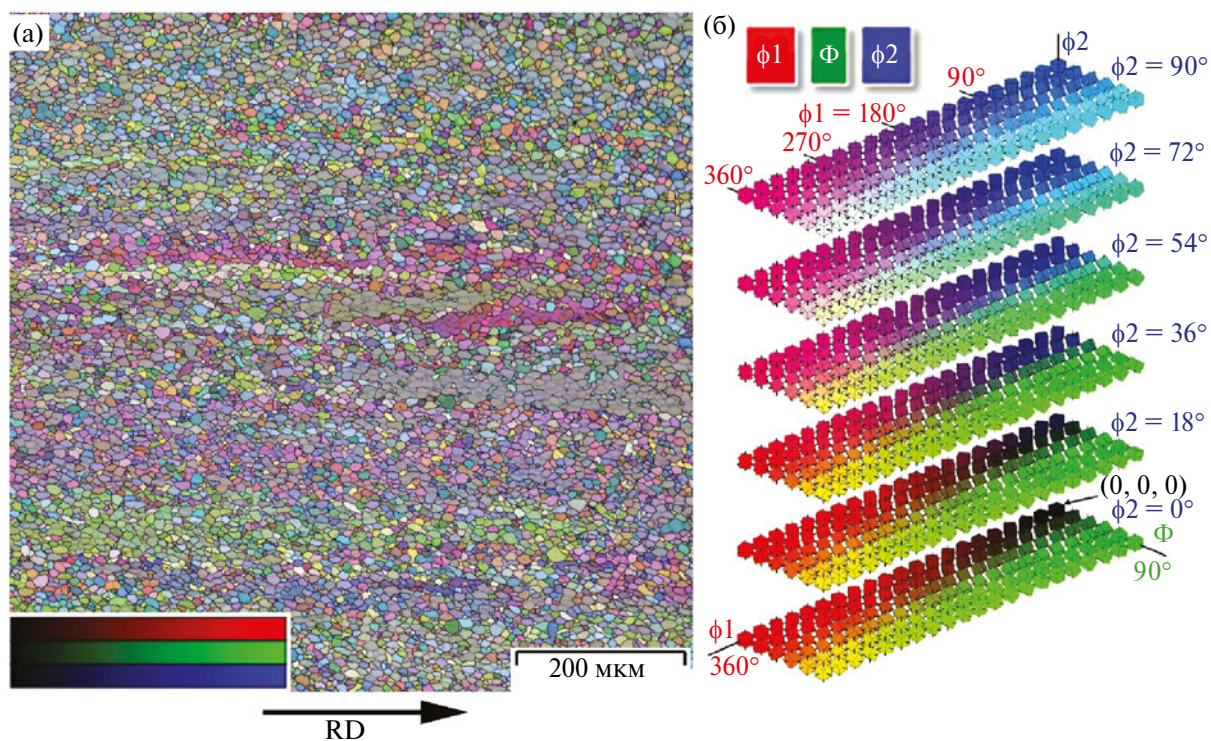 (а)
200 мкм
RD
(б)
ϕ1
Φ
ϕ2
ϕ2
90°
ϕ2 = 90°
ϕ1 = 180°
270°
360°
ϕ2 = 72°
ϕ2 = 54°
ϕ2 = 36°
ϕ2 = 18°
(0, 0, 0)
ϕ2 = 0°
Φ
90°
ϕ1
360°